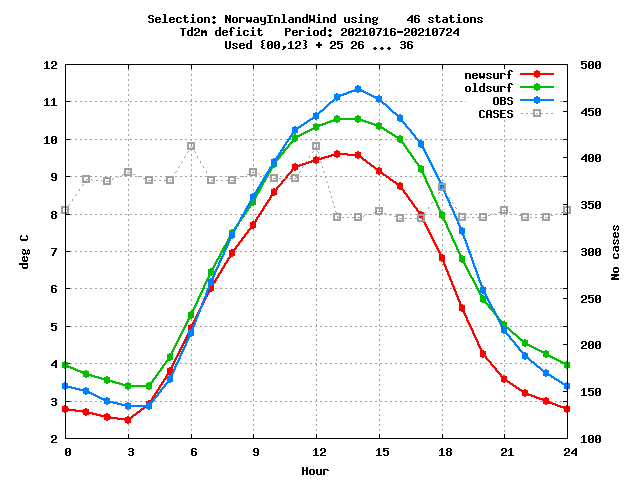 Selection: NorwayInlandWind using    46 stations
Td2m deficit   Period: 20210716-20210724
Used {00,12} + 25 26 ... 36
12
11
10
9
8
7
6
5
4
3
2
500
450
400
350
300
250
200
150
100
newsurf
oldsurf
OBS
CASES
deg C
No cases
0 3 6 9 12 15 18 21 24
Hour